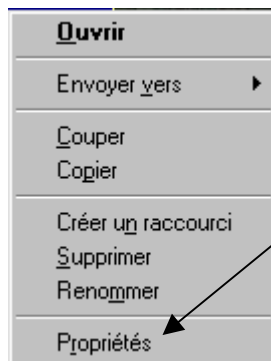 Ouvrir
Envoyer vers
Couper
Copier
Créer un raccourci
Supprimer
Renommer
Propriétés